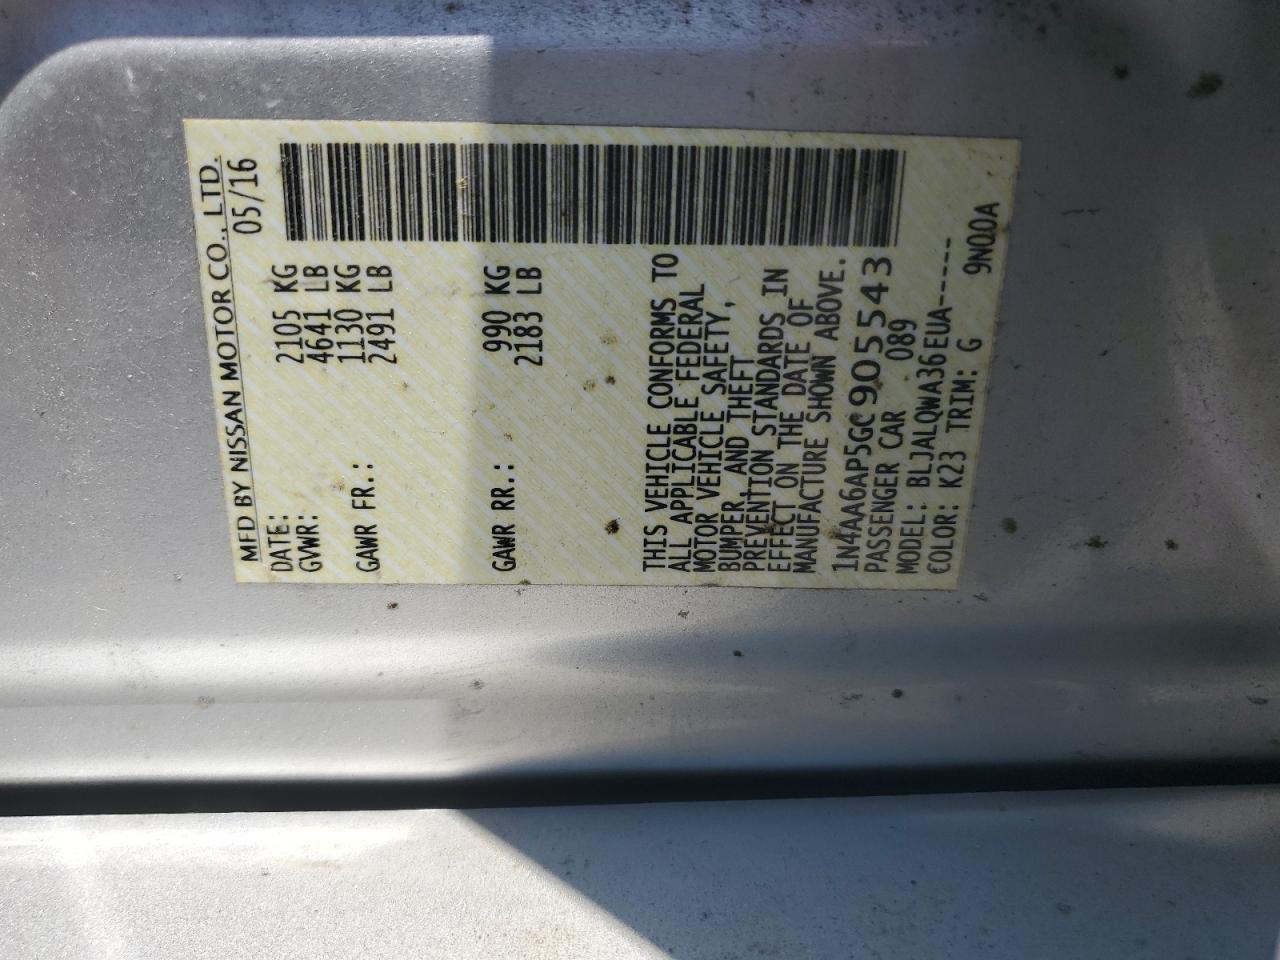 MFD BY NISSAN MOTOR CO., LTD.
DATE: 05/16
GVWR: 2105 KG
4641 LB
GAWR FR.: 1130 KG
2491 LB
GAWR RR.: 990 KG
2183 LB
THIS VEHICLE CONFORMS TO
ALL APPLICABLE FEDERAL
MOTOR VEHICLE SAFETY,
BUMPER, AND THEFT
PREVENTION STANDARDS IN
EFFECT ON THE DATE OF
MANUFACTURE SHOWN ABOVE.
1N4AA6AP5GC905543
PASSENGER CAR 089
MODEL: BLJALQWA36EUA-----
COLOR: K23 TRIM: G 9N00A